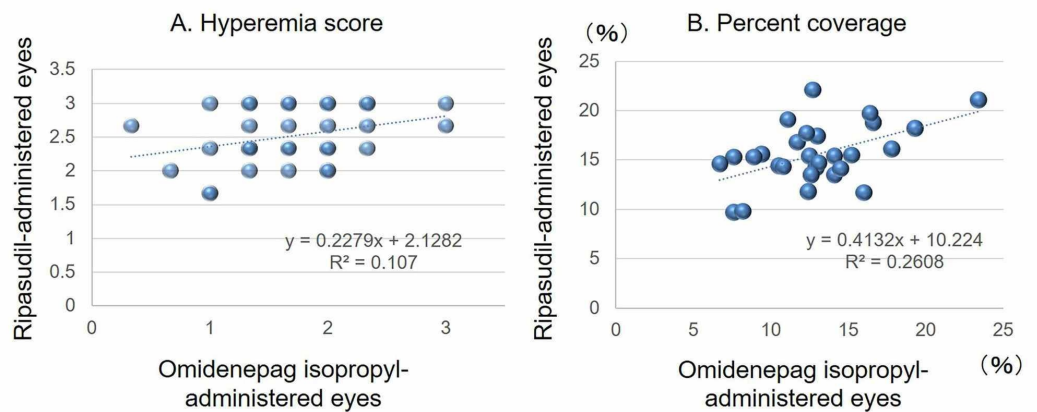 A. Hyperemia score
Ripasudil-administered eyes
3.5
3
2.5
2
1.5
1
0.5
0
y = 0.2279x + 2.1282
R² = 0.107
0 1 2 3
Omidenepag isopropyl-
administered eyes
B. Percent coverage
(%)
Ripasudil-administered eyes
25
20
15
10
5
0
y = 0.4132x + 10.224
R² = 0.2608
0 5 10 15 20 25
(%)
Omidenepag isopropyl-
administered eyes